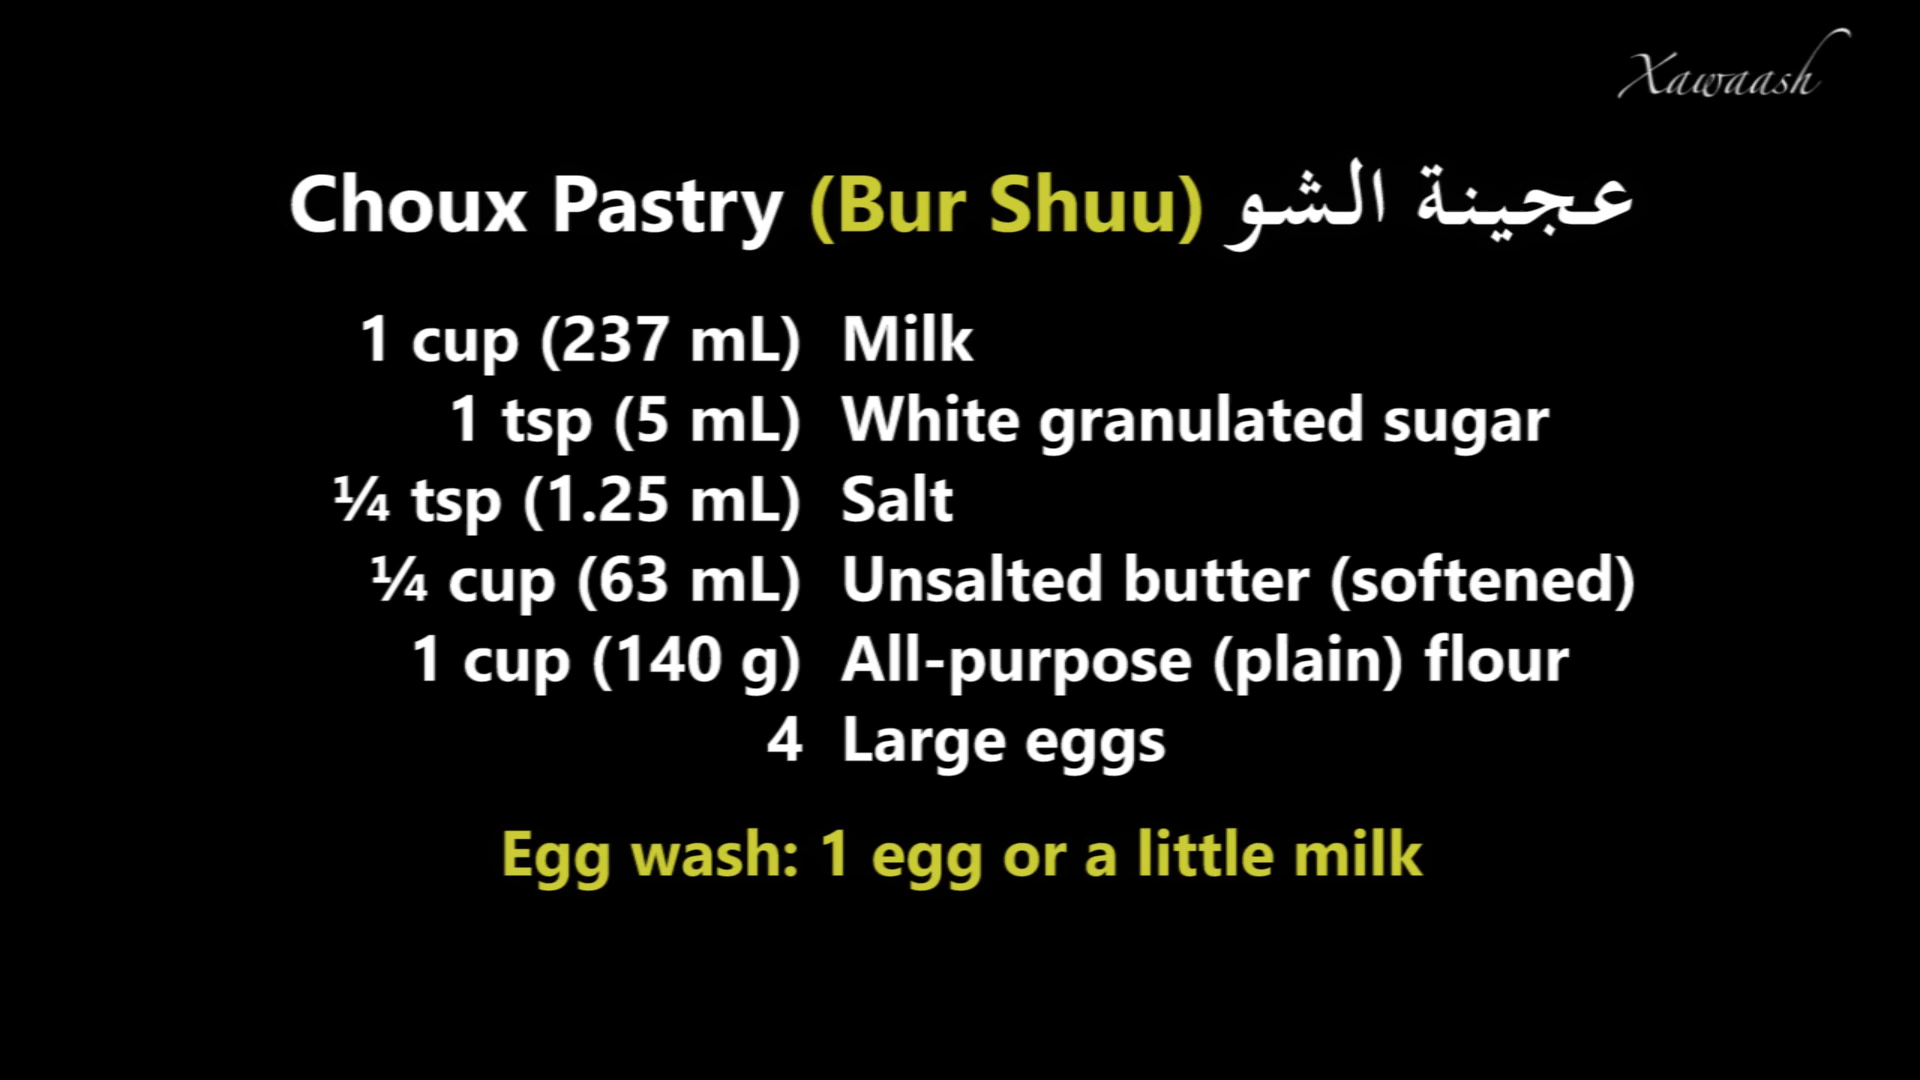 Xawaash
Choux Pastry (Bur Shuu) عجينة الشو
1 cup (237 mL) Milk
1 tsp (5 mL) White granulated sugar
¼ tsp (1.25 mL) Salt
¼ cup (63 mL) Unsalted butter (softened)
1 cup (140 g) All-purpose (plain) flour
4 Large eggs
Egg wash: 1 egg or a little milk